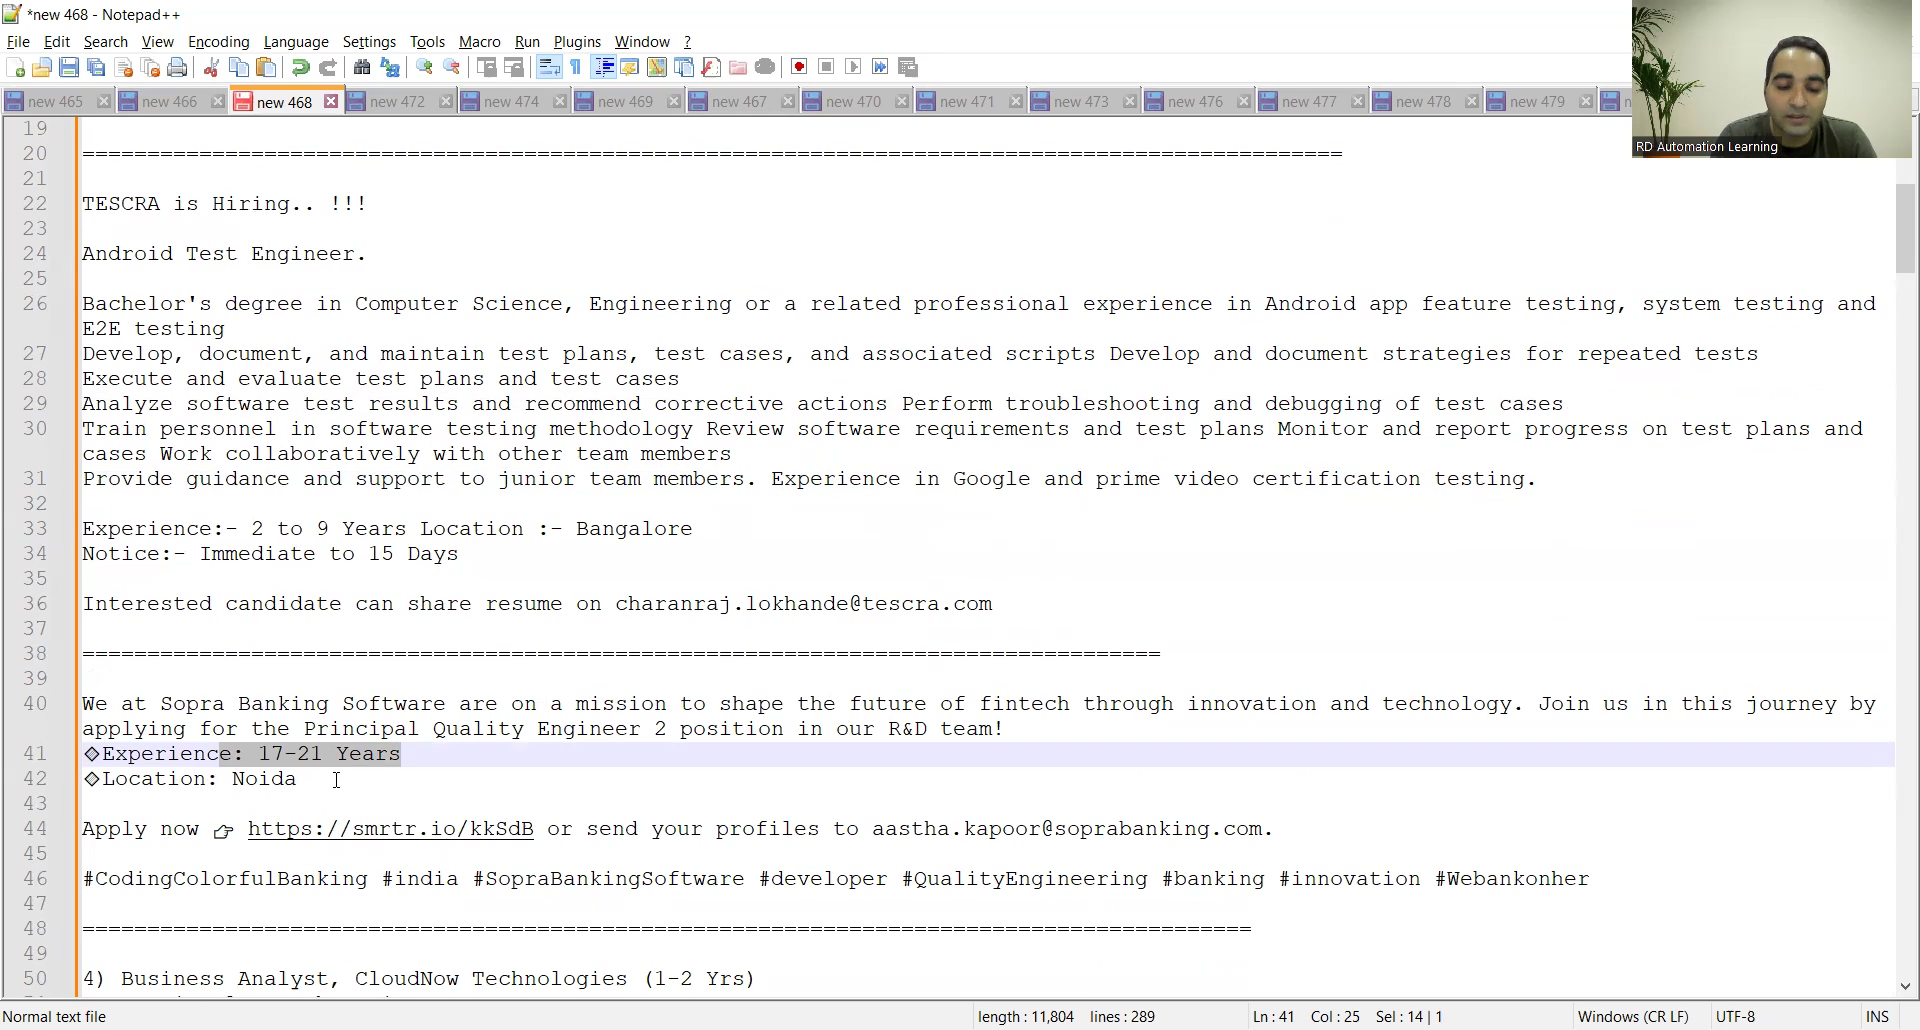 *new 468 - Notepad++
File Edit Search View Encoding Language Settings Tools Macro Run Plugins Window ?
new 465 new 466 new 468 new 472 new 474 new 469 new 467 new 470 new 471 new 473 new 476 new 477 new 478 new 479
RD Automation Learning
19
20 =================================================================================================
21
22 TESCRA is Hiring.. !!!
23
24 Android Test Engineer.
25
26 Bachelor's degree in Computer Science, Engineering or a related professional experience in Android app feature testing, system testing and
E2E testing
27 Develop, document, and maintain test plans, test cases, and associated scripts Develop and document strategies for repeated tests
28 Execute and evaluate test plans and test cases
29 Analyze software test results and recommend corrective actions Perform troubleshooting and debugging of test cases
30 Train personnel in software testing methodology Review software requirements and test plans Monitor and report progress on test plans and
cases Work collaboratively with other team members
31 Provide guidance and support to junior team members. Experience in Google and prime video certification testing.
32
33 Experience:- 2 to 9 Years Location :- Bangalore
34 Notice:- Immediate to 15 Days
35
36 Interested candidate can share resume on charanraj.lokhande@tescra.com
37
38 ===================================================================================
39
40 We at Sopra Banking Software are on a mission to shape the future of fintech through innovation and technology. Join us in this journey by
applying for the Principal Quality Engineer 2 position in our R&D team!
41 ◇Experience: 17-21 Years
42 ◇Location: Noida
43
44 Apply now 👉 https://smrtr.io/kkSdB or send your profiles to aastha.kapoor@soprabanking.com.
45
46 #CodingColorfulBanking #india #SopraBankingSoftware #developer #QualityEngineering #banking #innovation #Webankonher
47
48 ==========================================================================================
49
50 4) Business Analyst, CloudNow Technologies (1-2 Yrs)
Normal text file length : 11,804 lines : 289 Ln : 41 Col : 25 Sel : 14 | 1 Windows (CR LF) UTF-8 INS